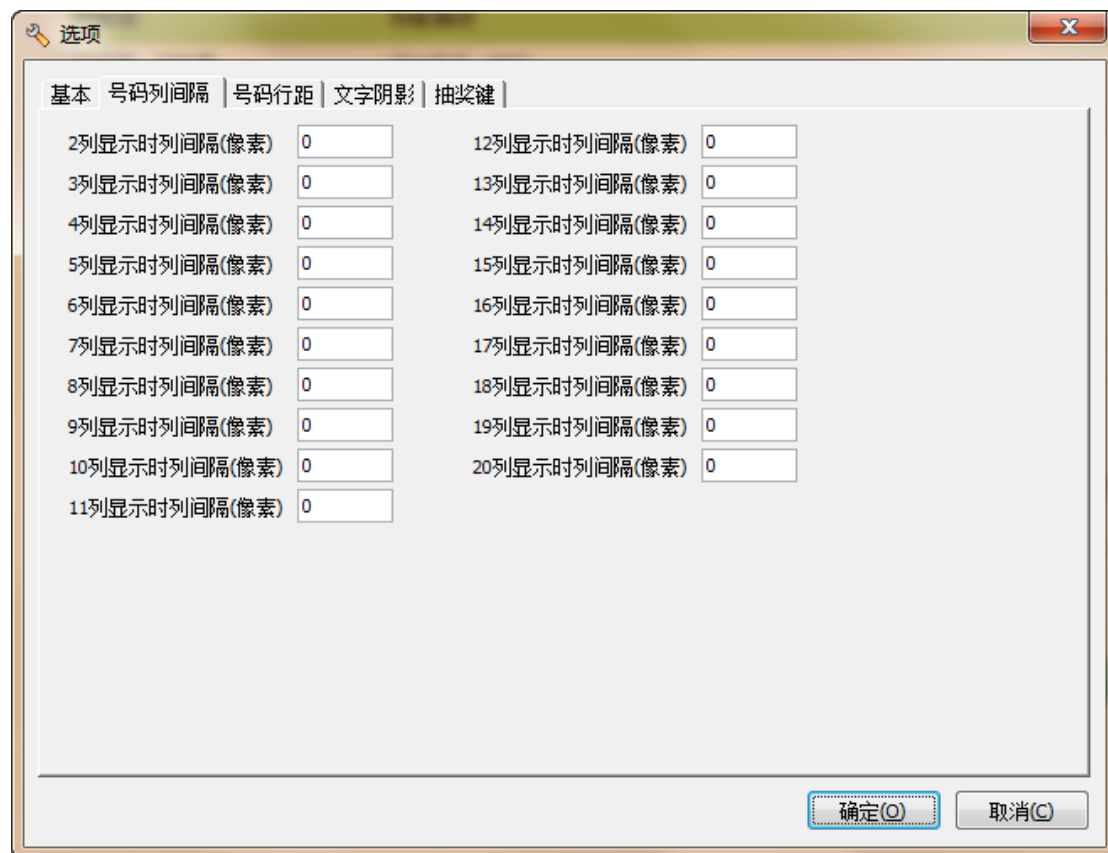 选项
基本 号码列间隔 号码行距 文字阴影 抽奖键
2列显示时列间隔(像素) 0 12列显示时列间隔(像素) 0
3列显示时列间隔(像素) 0 13列显示时列间隔(像素) 0
4列显示时列间隔(像素) 0 14列显示时列间隔(像素) 0
5列显示时列间隔(像素) 0 15列显示时列间隔(像素) 0
6列显示时列间隔(像素) 0 16列显示时列间隔(像素) 0
7列显示时列间隔(像素) 0 17列显示时列间隔(像素) 0
8列显示时列间隔(像素) 0 18列显示时列间隔(像素) 0
9列显示时列间隔(像素) 0 19列显示时列间隔(像素) 0
10列显示时列间隔(像素) 0 20列显示时列间隔(像素) 0
11列显示时列间隔(像素) 0
确定(O) 取消(C)